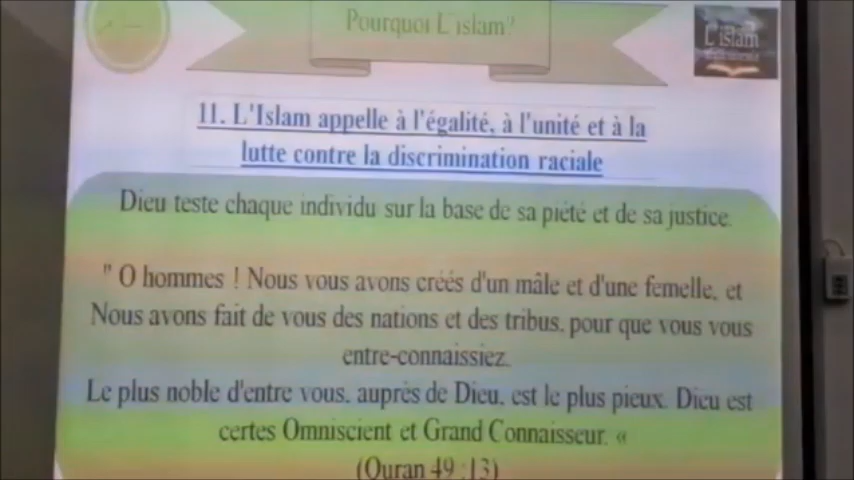 Pourquoi L'islam?
L'islam
11. L'Islam appelle à l'égalité, à l'unité et à la
lutte contre la discrimination raciale
Dieu teste chaque individu sur la base de sa piété et de sa justice.
" O hommes ! Nous vous avons créés d'un mâle et d'une femelle, et
Nous avons fait de vous des nations et des tribus, pour que vous vous
entre-connaissiez.
Le plus noble d'entre vous, auprès de Dieu, est le plus pieux. Dieu est
certes Omniscient et Grand Connaisseur. «
(Quran 49 :13)